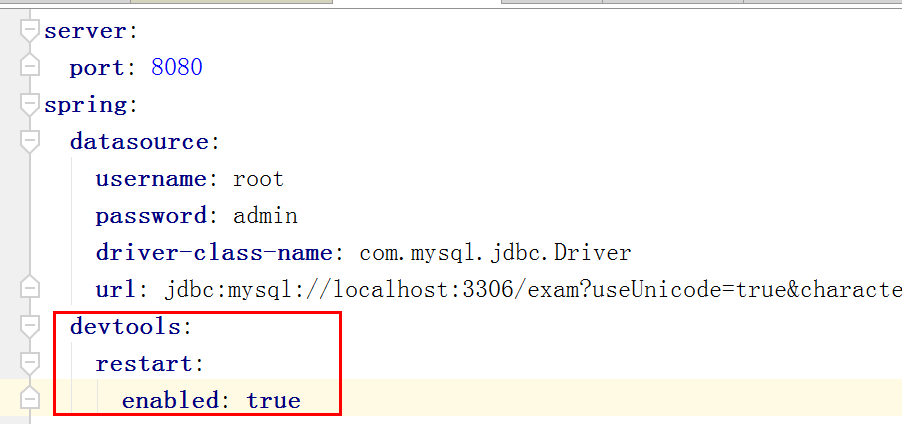 server:
port: 8080
spring:
datasource:
username: root
password: admin
driver-class-name: com.mysql.jdbc.Driver
url: jdbc:mysql://localhost:3306/exam?useUnicode=true&characte
devtools:
restart:
enabled: true